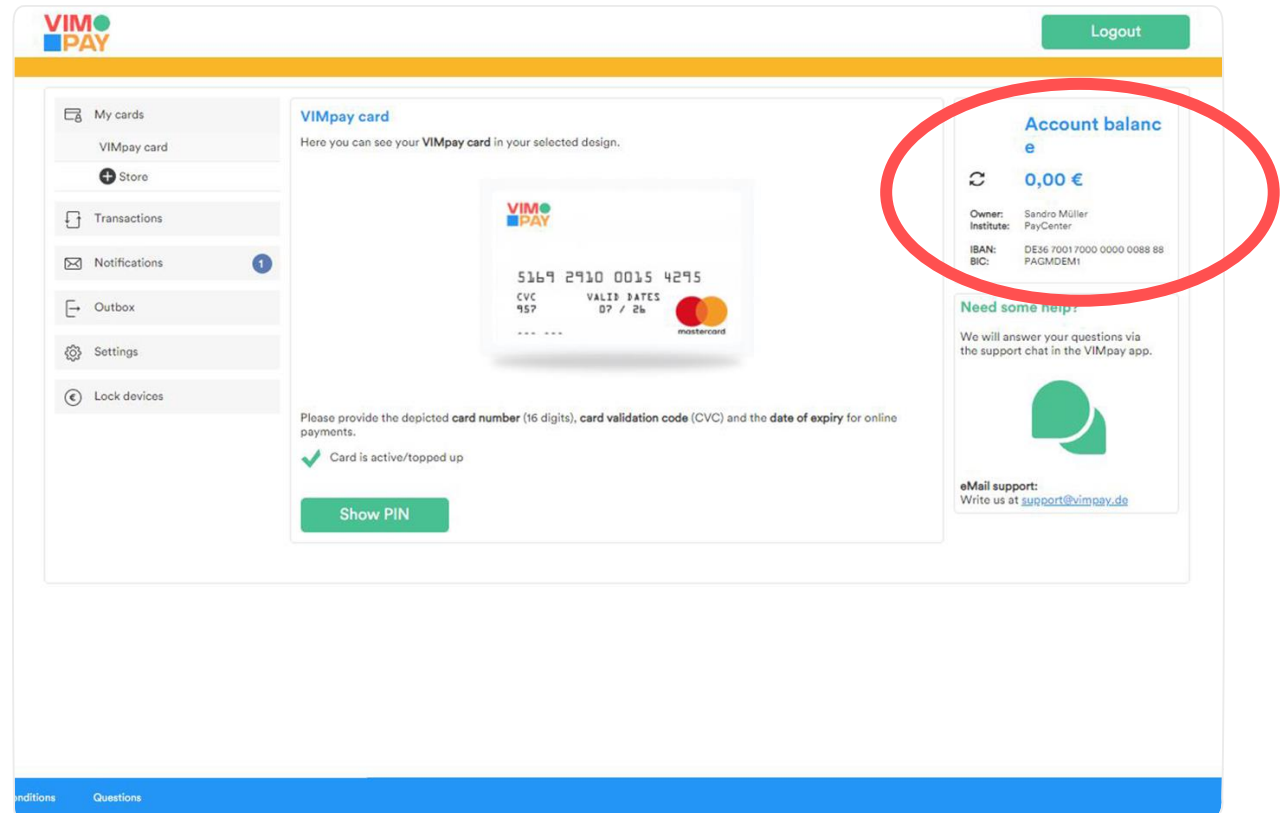 VIM
PAY
Logout
My cards
VIMpay card
Store
Transactions
Notifications
1
Outbox
Settings
Lock devices
VIMpay card
Here you can see your VIMpay card in your selected design.
VIM
PAY
5169 2910 0015 4295
CVC VALID DATES
957 07 / 26
--- ---
mastercard
Please provide the depicted card number (16 digits), card validation code (CVC) and the date of expiry for online
payments.
Card is active/topped up
Show PIN
Account balanc
e
0,00 €
Owner: Sandro Müller
Institute: PayCenter
IBAN: DE36 7001 7000 0000 0088 88
BIC: PAGMDEM1
Need some help?
We will answer your questions via
the support chat in the VIMpay app.
eMail support:
Write us at support@vimpay.de
onditions
Questions